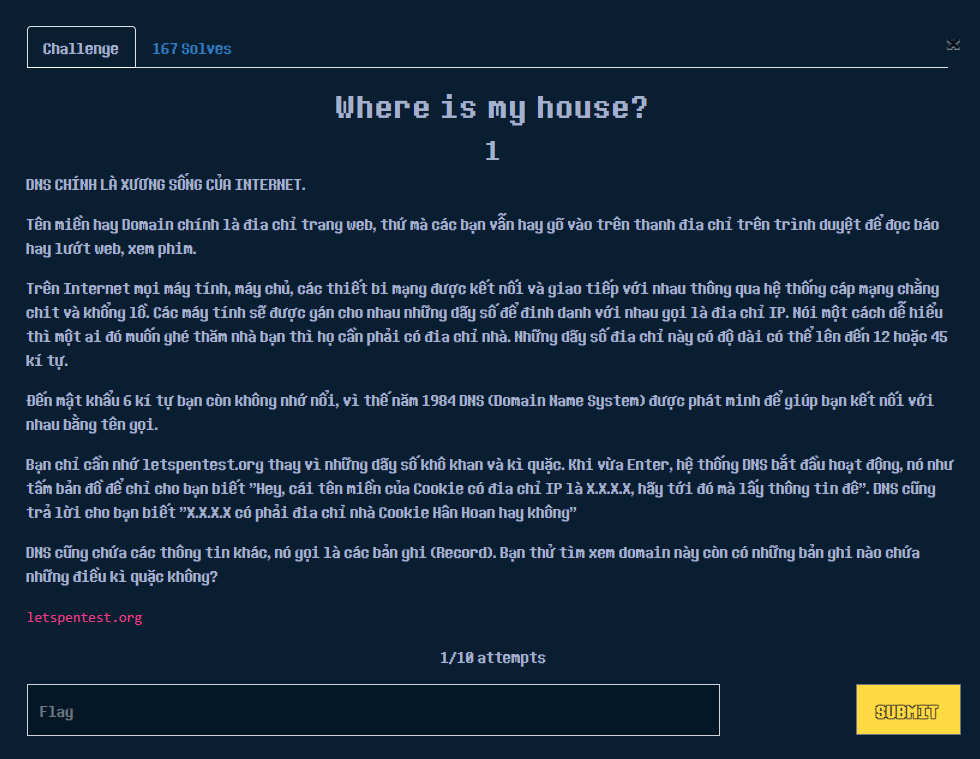 Challenge
167 Solves
Where is my house?
1
DNS CHÍNH LÀ XƯƠNG SỐNG CỦA INTERNET.
Tên miền hay Domain chính là địa chỉ trang web, thứ mà các bạn vẫn hay gõ vào trên thanh địa chỉ trên trình duyệt để đọc báo
hay lướt web, xem phim.
Trên Internet mọi máy tính, máy chủ, các thiết bị mạng được kết nối và giao tiếp với nhau thông qua hệ thống cáp mạng chằng
chịt và khổng lồ. Các máy tính sẽ được gán cho nhau những dãy số để định danh với nhau gọi là địa chỉ IP. Nói một cách dễ hiểu
thì một ai đó muốn ghé thăm nhà bạn thì họ cần phải có địa chỉ nhà. Những dãy số địa chỉ này có độ dài có thể lên đến 12 hoặc 45
kí tự.
Đến mật khẩu 6 kí tự bạn còn không nhớ nổi, vì thế năm 1984 DNS (Domain Name System) được phát minh để giúp bạn kết nối với
nhau bằng tên gọi.
Bạn chỉ cần nhớ letspentest.org thay vì những dãy số khô khan và kì quặc. Khi vừa Enter, hệ thống DNS bắt đầu hoạt động, nó như
tấm bản đồ để chỉ cho bạn biết "Hey, cái tên miền của Cookie có địa chỉ IP là X.X.X.X, hãy tới đó mà lấy thông tin đê". DNS cũng
trả lời cho bạn biết "X.X.X.X có phải địa chỉ nhà Cookie Hân Hoan hay không"
DNS cũng chứa các thông tin khác, nó gọi là các bản ghi (Record). Bạn thử tìm xem domain này còn có những bản ghi nào chứa
những điều kì quặc không?
letspentest.org
1/10 attempts
Flag
SUBMIT